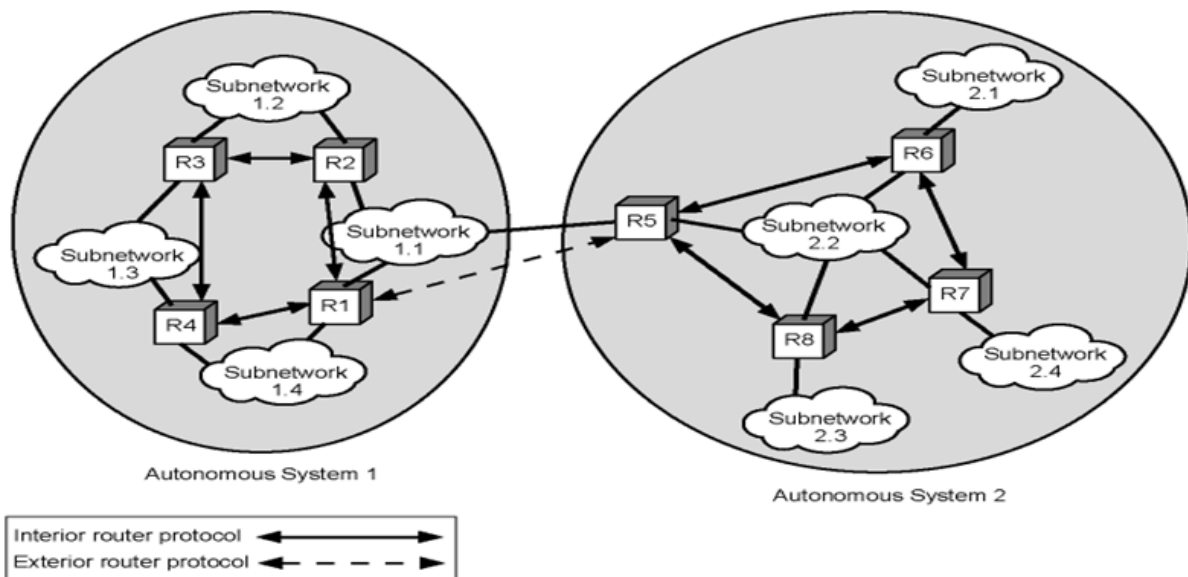 Subnetwork
1.2
R3
R2
Subnetwork
1.1
Subnetwork
1.3
R4
R1
Subnetwork
1.4
Autonomous System 1
Subnetwork
2.1
R6
R5
Subnetwork
2.2
R7
R8
Subnetwork
2.4
Subnetwork
2.3
Autonomous System 2
Interior router protocol
Exterior router protocol